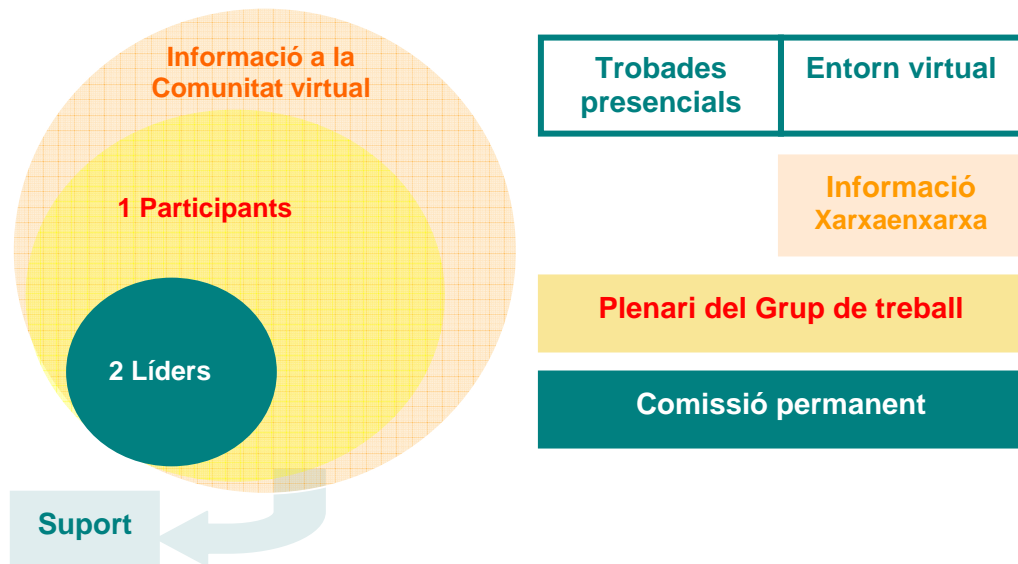 Informació a la
Comunitat virtual
1 Participants
2 Líders
Suport
Trobades
presencials
Entorn virtual
Informació
Xarxaenxarxa
Plenari del Grup de treball
Comissió permanent